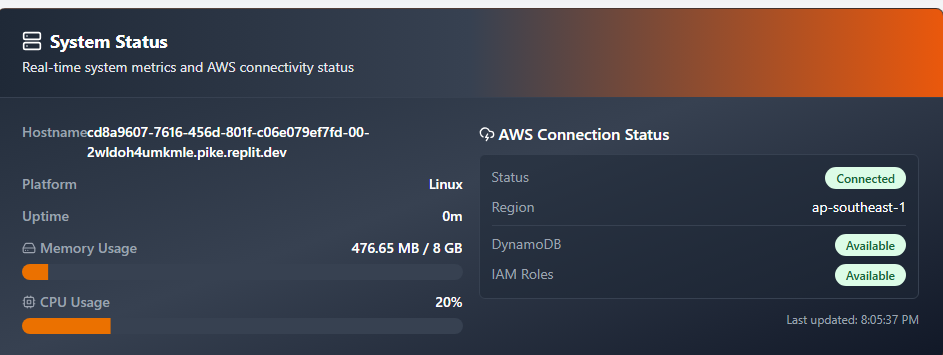 System Status
Real-time system metrics and AWS connectivity status
Hostnamecd8a9607-7616-456d-801f-c06e079ef7fd-00-
2wldoh4umkmle.pike.replit.dev
Platform Linux
Uptime 0m
Memory Usage 476.65 MB / 8 GB
CPU Usage 20%
AWS Connection Status
Status Connected
Region ap-southeast-1
DynamoDB Available
IAM Roles Available
Last updated: 8:05:37 PM